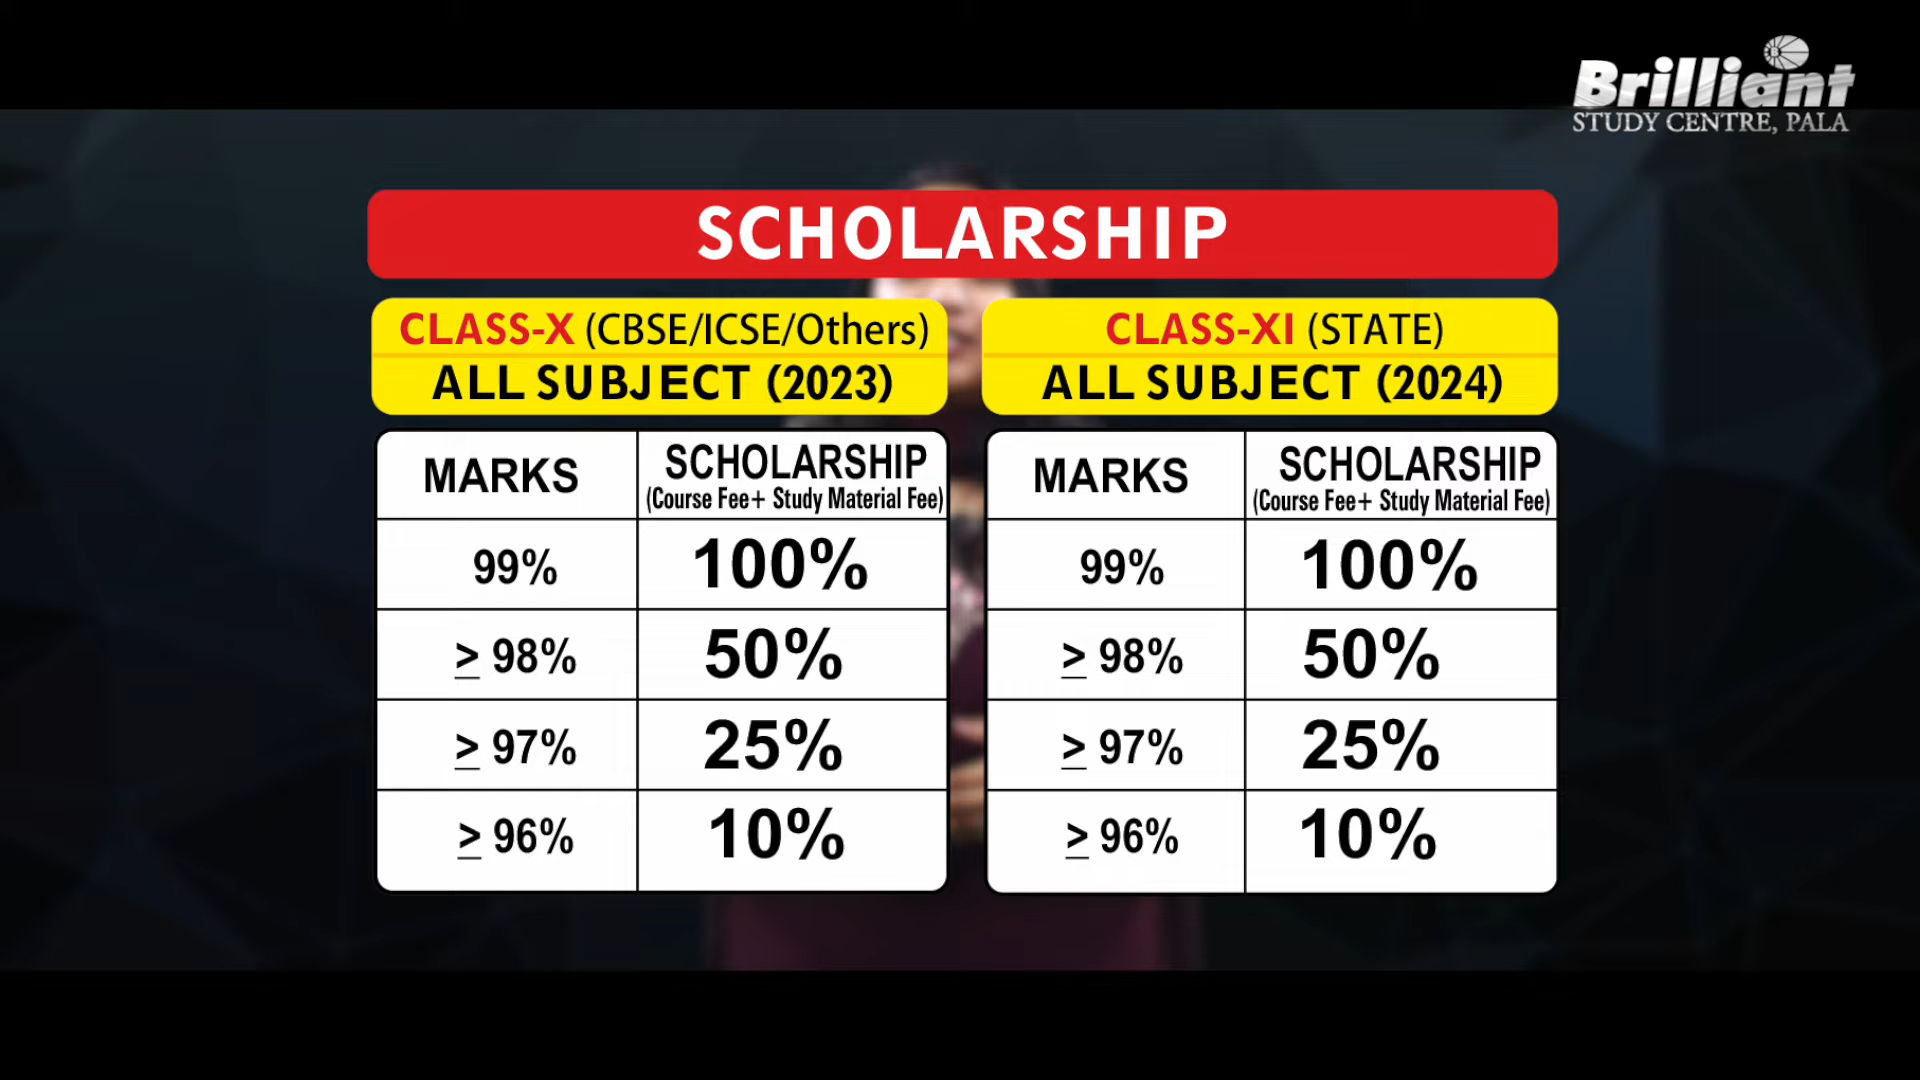 Brilliant
STUDY CENTRE, PALA
SCHOLARSHIP
CLASS-X (CBSE/ICSE/Others)
ALL SUBJECT (2023)
MARKS
SCHOLARSHIP
(Course Fee+ Study Material Fee)
99%
100%
≥ 98%
50%
≥ 97%
25%
≥ 96%
10%
CLASS-XI (STATE)
ALL SUBJECT (2024)
MARKS
SCHOLARSHIP
(Course Fee+ Study Material Fee)
99%
100%
≥ 98%
50%
≥ 97%
25%
≥ 96%
10%